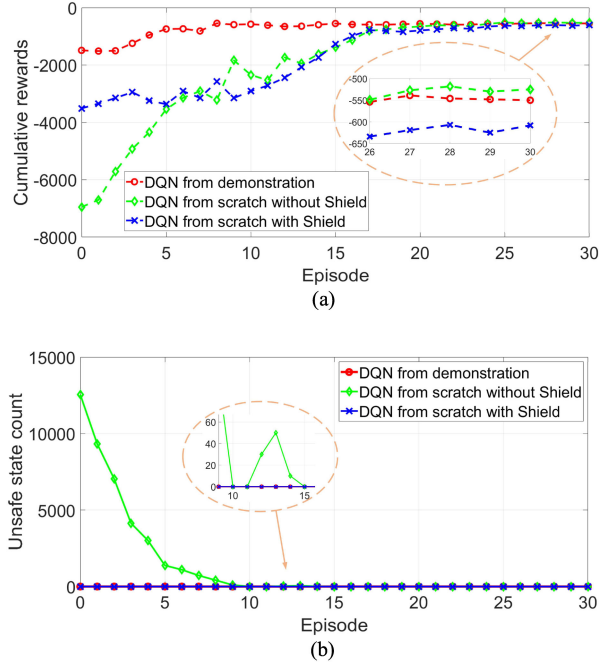 0
-2000
-4000
-6000
-8000
Cumulative rewards
-500
-550
-600
-650
26 27 28 29 30
DQN from demonstration
DQN from scratch without Shield
DQN from scratch with Shield
0 5 10 15 20 25 30
Episode
(a)
15000
10000
5000
0
Unsafe state count
DQN from demonstration
DQN from scratch without Shield
DQN from scratch with Shield
60
40
20
0
10 15
0 5 10 15 20 25 30
Episode
(b)